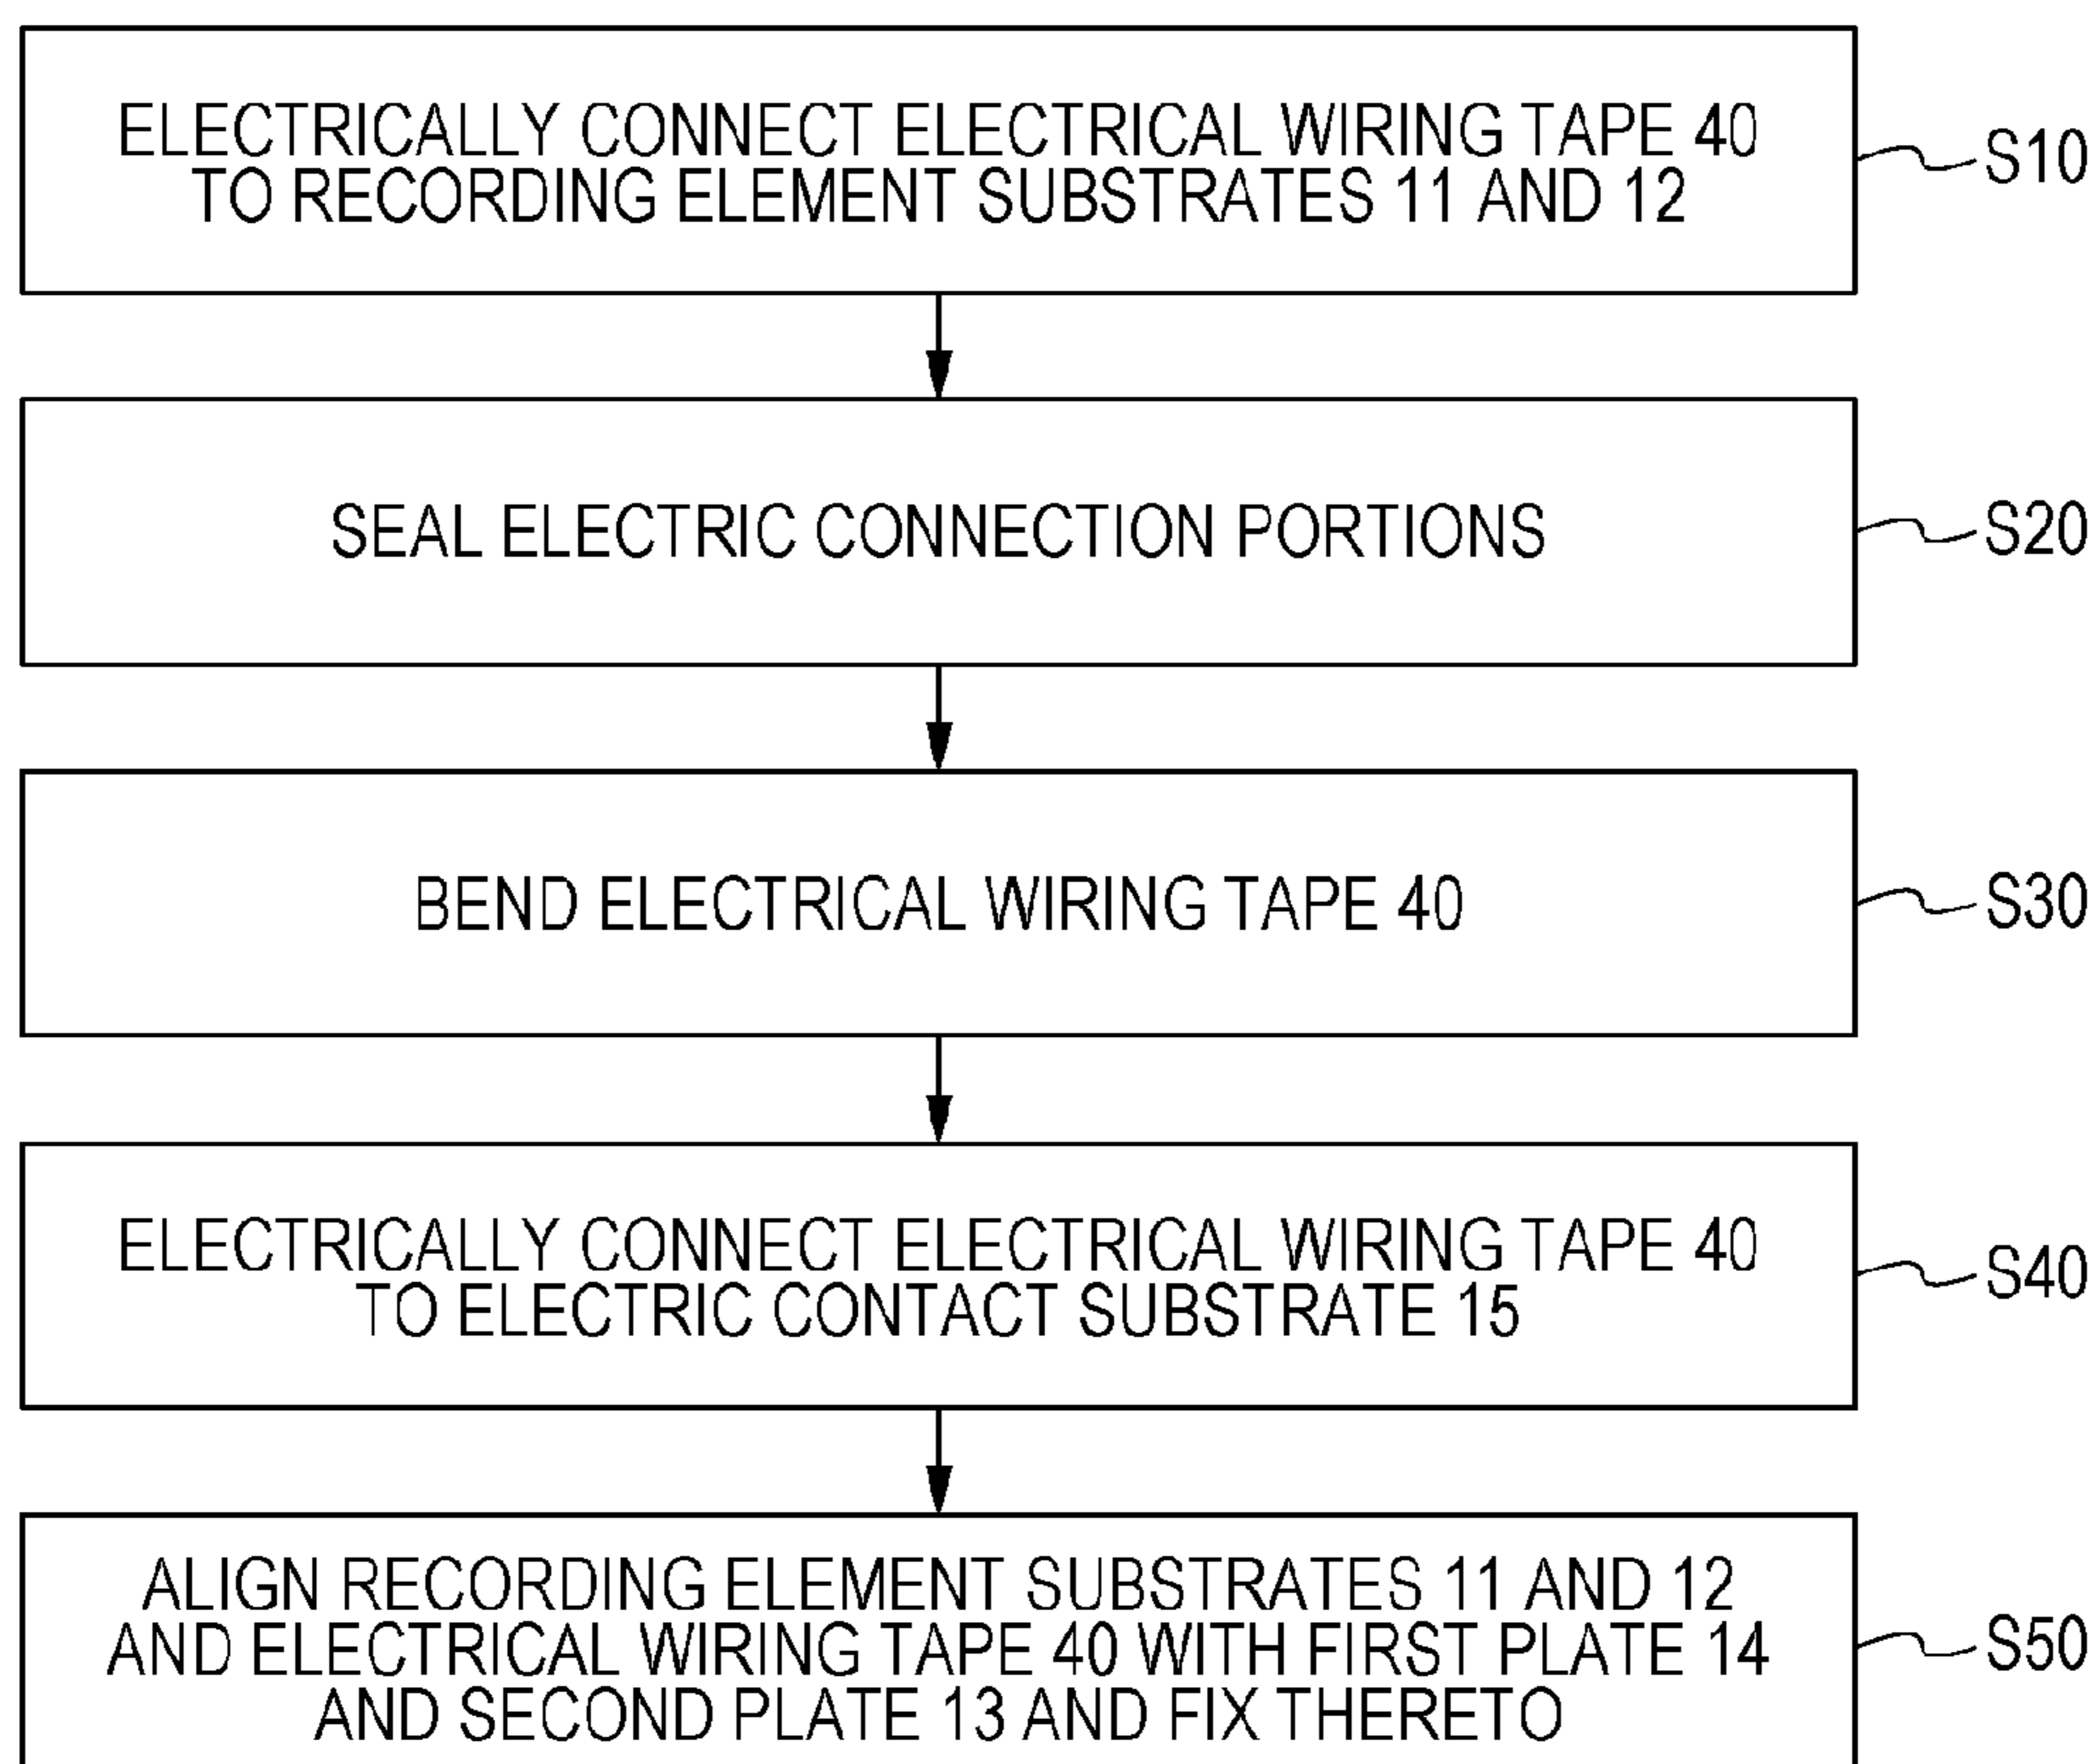 ELECTRICALLY CONNECT ELECTRICAL WIRING TAPE 40
TO RECORDING ELEMENT SUBSTRATES 11 AND 12
S10
SEAL ELECTRIC CONNECTION PORTIONS
S20
BEND ELECTRICAL WIRING TAPE 40
S30
ELECTRICALLY CONNECT ELECTRICAL WIRING TAPE 40
TO ELECTRIC CONTACT SUBSTRATE 15
S40
ALIGN RECORDING ELEMENT SUBSTRATES 11 AND 12
AND ELECTRICAL WIRING TAPE 40 WITH FIRST PLATE 14
AND SECOND PLATE 13 AND FIX THERETO
S50